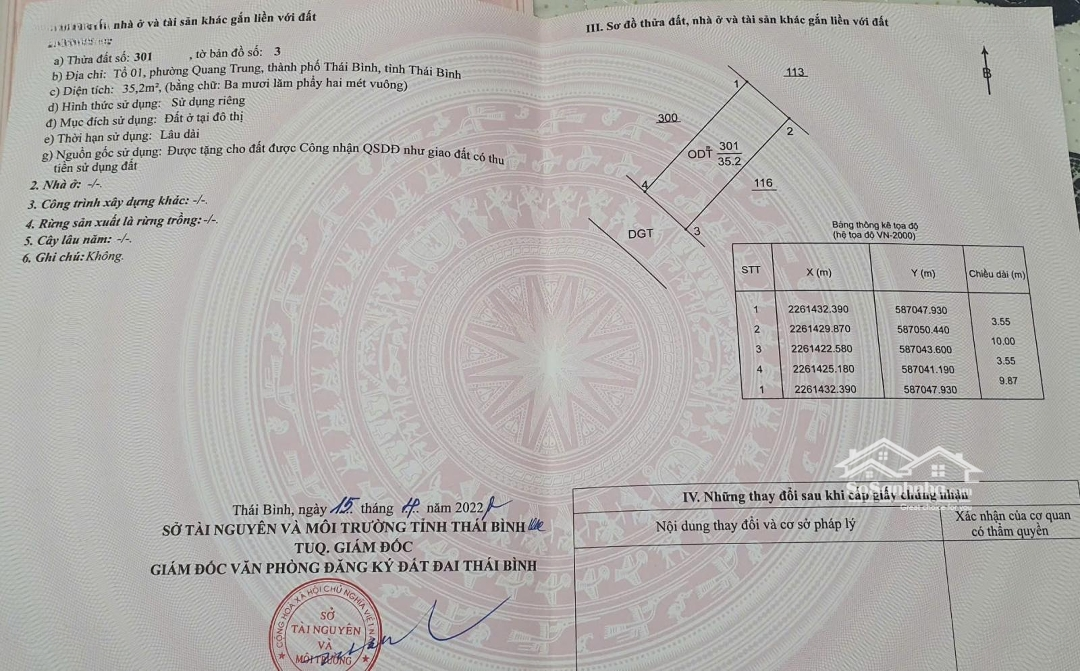 nhà ở và tài sản khác gắn liền với đất
a) Thửa đất số: 301 , tờ bản đồ số: 3
b) Địa chỉ: Tổ 01, phường Quang Trung, thành phố Thái Bình, tỉnh Thái Bình
c) Diện tích: 35,2m², (bằng chữ: Ba mươi lăm phẩy hai mét vuông)
d) Hình thức sử dụng: Sử dụng riêng
đ) Mục đích sử dụng: Đất ở tại đô thị
e) Thời hạn sử dụng: Lâu dài
g) Nguồn gốc sử dụng: Được tặng cho đất được Công nhận QSDĐ như giao đất có thu
tiền sử dụng đất
2. Nhà ở: -/-.
3. Công trình xây dựng khác: -/-.
4. Rừng sản xuất là rừng trồng: -/-.
5. Cây lâu năm: -/-.
6. Ghi chú: Không.
Thái Bình, ngày 15 tháng năm 2022
SỞ TÀI NGUYÊN VÀ MÔI TRƯỜNG TỈNH THÁI BÌNH
TUQ. GIÁM ĐỐC
GIÁM ĐỐC VĂN PHÒNG ĐĂNG KÝ ĐẤT ĐAI THÁI BÌNH
CỘNG HÒA XÃ HỘI CHỦ NGHĨA VIỆT NAM
SỞ
TÀI NGUYÊN
VÀ
MÔI TRƯỜNG
III. Sơ đồ thửa đất, nhà ở và tài sản khác gắn liền với đất
B
113
1
300
2
ODT 301
35.2
116
4
3
DGT
Bảng thống kê tọa độ
(hệ tọa độ VN-2000)
STT X (m) Y (m) Chiều dài (m)
1 2261432.390 587047.930
3.55
2 2261429.870 587050.440
10.00
3 2261422.580 587043.600
3.55
4 2261425.180 587041.190
9.87
1 2261432.390 587047.930
IV. Những thay đổi sau khi cấp giấy chứng nhận
Nội dung thay đổi và cơ sở pháp lý
Xác nhận của cơ quan
có thẩm quyền